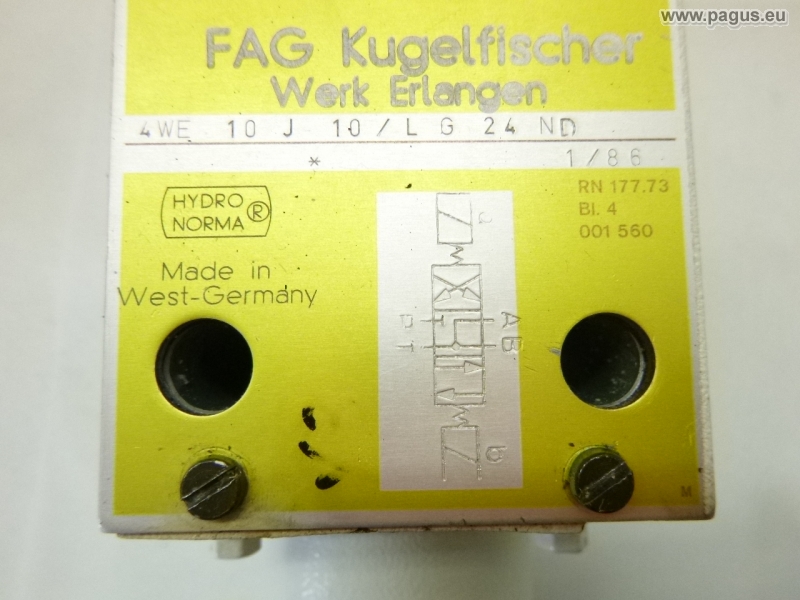 www.pagus.eu
FAG Kugelfischer
Werk Erlangen
4WE 10 J 10/L G 24 ND
* 1/86
HYDRO
NORMA®
RN 177.73
Bl. 4
001 560
Made in
West-Germany
a
A B
P T
b
M